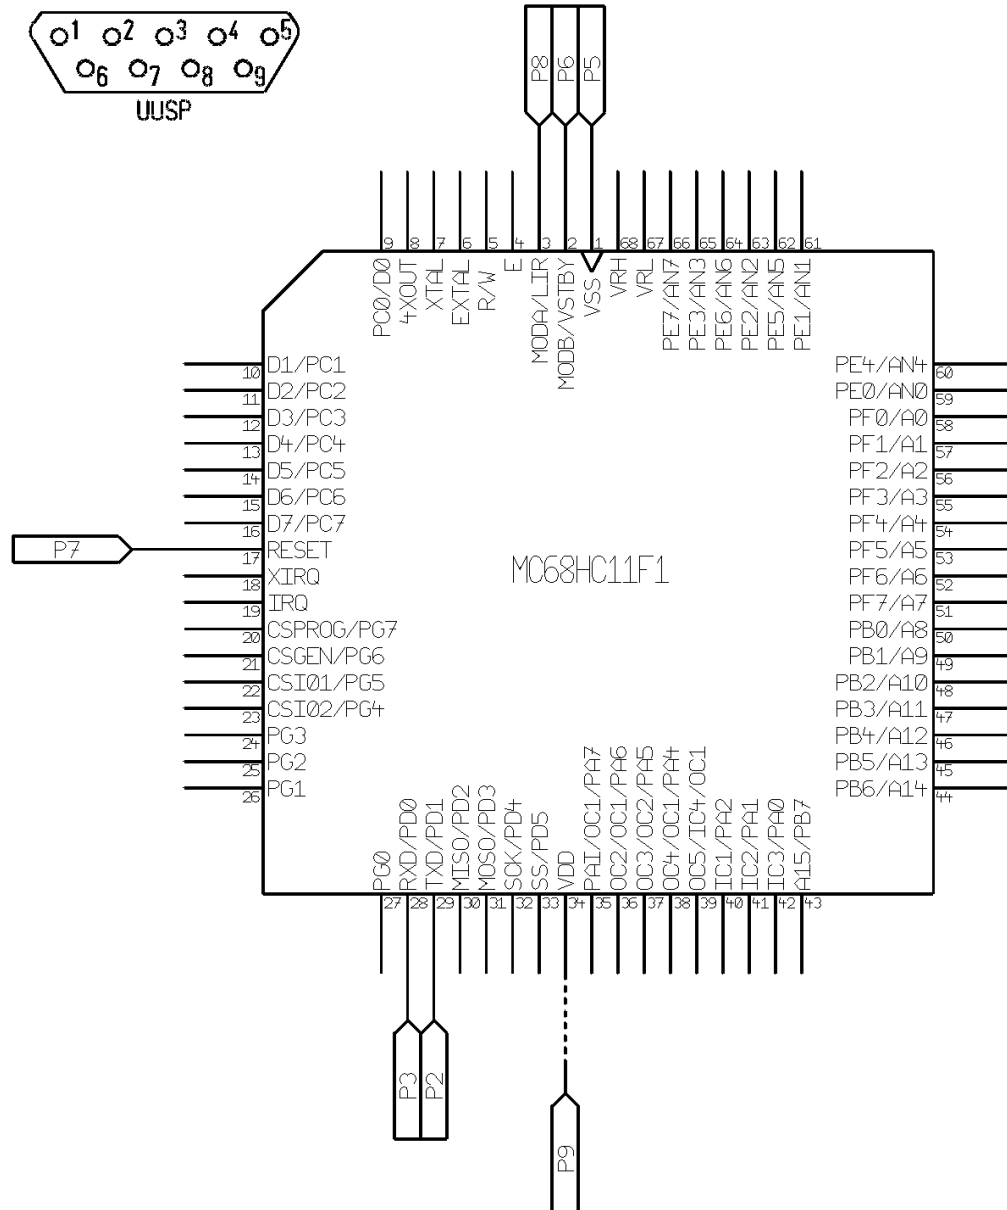 1 2 3 4 5
6 7 8 9
UUSP
P8 P6 P5
9 8 7 6 5 4 3 2 1 68 67 66 65 64 63 62 61
PC0/D0
4XOUT
XTAL
EXTAL
R/W
E
MODA/LIR
MODB/VSTBY
VSS
VRH
VRL
PE7/AN7
PE3/AN3
PE6/AN6
PE2/AN2
PE5/AN5
PE1/AN1
10 D1/PC1
11 D2/PC2
12 D3/PC3
13 D4/PC4
14 D5/PC5
15 D6/PC6
16 D7/PC7
P7 17 RESET
18 XIRQ
19 IRQ
20 CSPROG/PG7
21 CSGEN/PG6
22 CSI01/PG5
23 CSI02/PG4
24 PG3
25 PG2
26 PG1
MC68HC11F1
PE4/AN4 60
PE0/AN0 59
PF0/A0 58
PF1/A1 57
PF2/A2 56
PF3/A3 55
PF4/A4 54
PF5/A5 53
PF6/A6 52
PF7/A7 51
PB0/A8 50
PB1/A9 49
PB2/A10 48
PB3/A11 47
PB4/A12 46
PB5/A13 45
PB6/A14 44
PG0
RXD/PD0
TXD/PD1
MISO/PD2
MOSO/PD3
SCK/PD4
SS/PD5
VDD
PAI/OC1/PA7
OC2/OC1/PA6
OC3/OC2/PA5
OC4/OC1/PA4
OC5/IC4/OC1
IC1/PA2
IC2/PA1
IC3/PA0
A15/PB7
27 28 29 30 31 32 33 34 35 36 37 38 39 40 41 42 43
P3 P2
P9